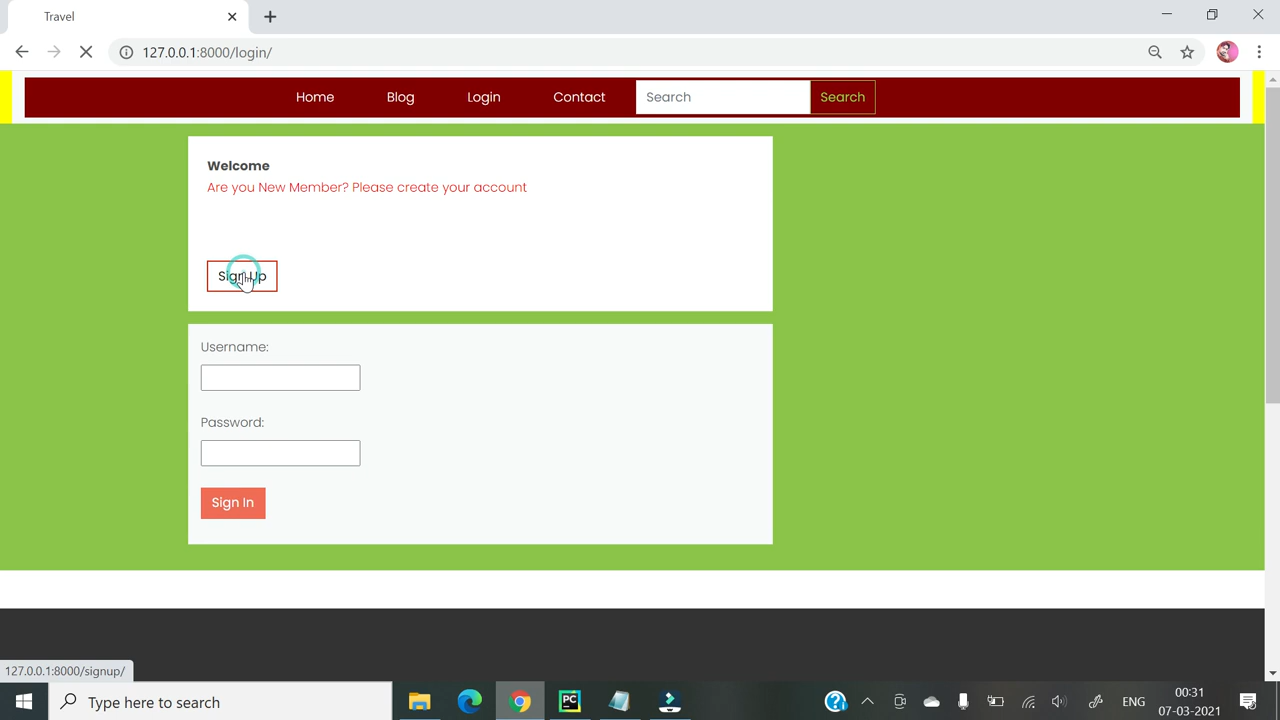 Travel
127.0.0.1:8000/login/
Home Blog Login Contact Search Search
Welcome
Are you New Member? Please create your account
Sign Up
Username:
Password:
Sign In
127.0.0.1:8000/signup/
Type here to search
PC
ENG
00:31
07-03-2021